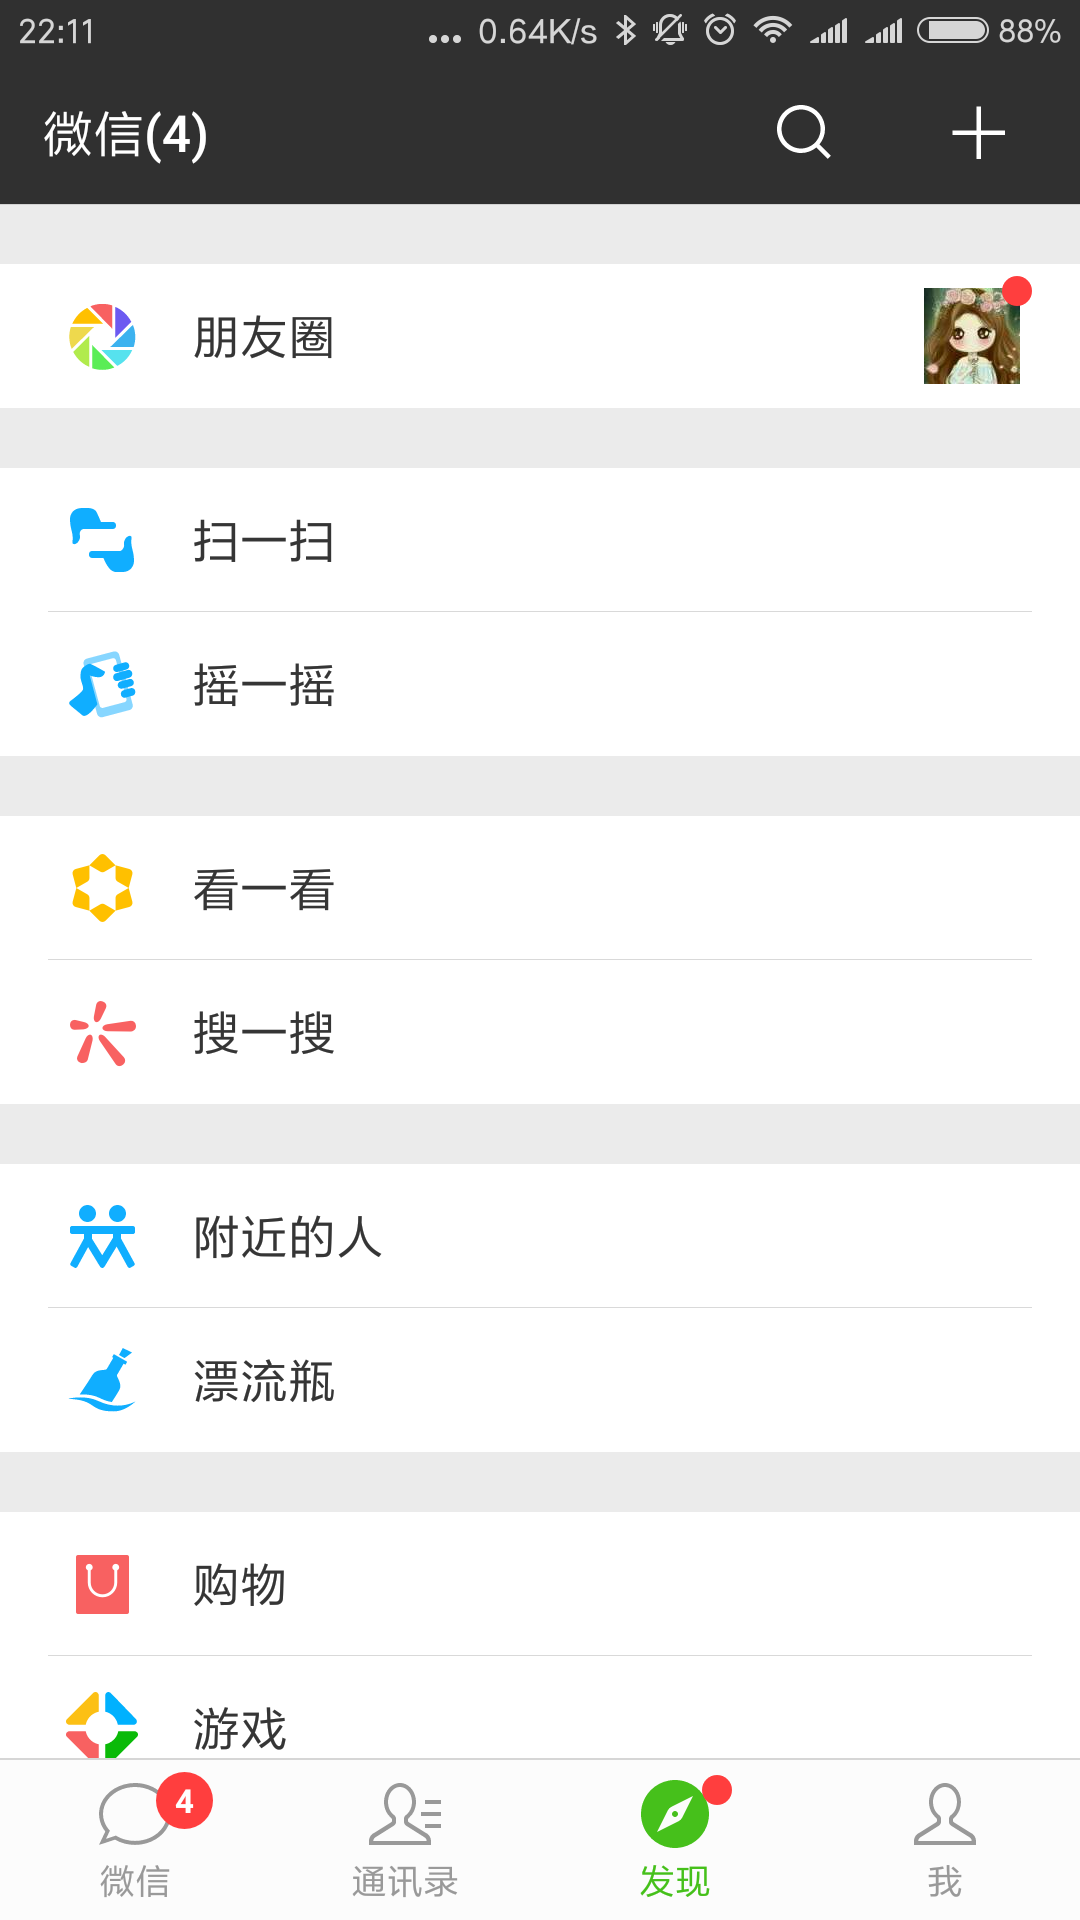 22:11 ... 0.64K/s 88%
微信(4)
朋友圈
扫一扫
摇一摇
看一看
搜一搜
附近的人
漂流瓶
购物
游戏
4
微信 通讯录 发现 我